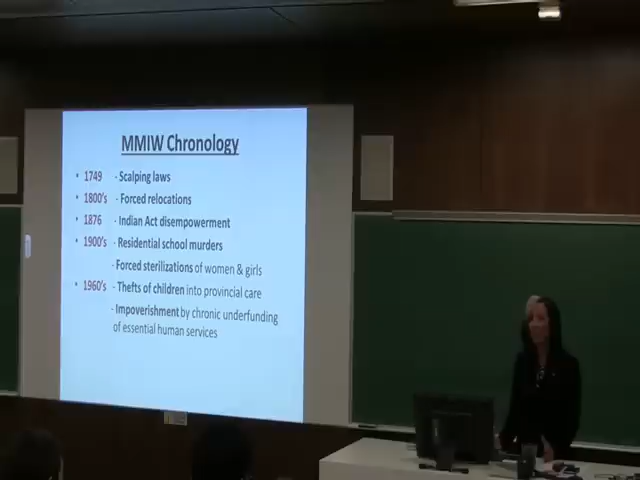 MMIW Chronology
• 1749 - Scalping laws
• 1800's - Forced relocations
• 1876 - Indian Act disempowerment
• 1900's - Residential school murders
- Forced sterilizations of women & girls
• 1960's - Thefts of children into provincial care
- Impoverishment by chronic underfunding
of essential human services